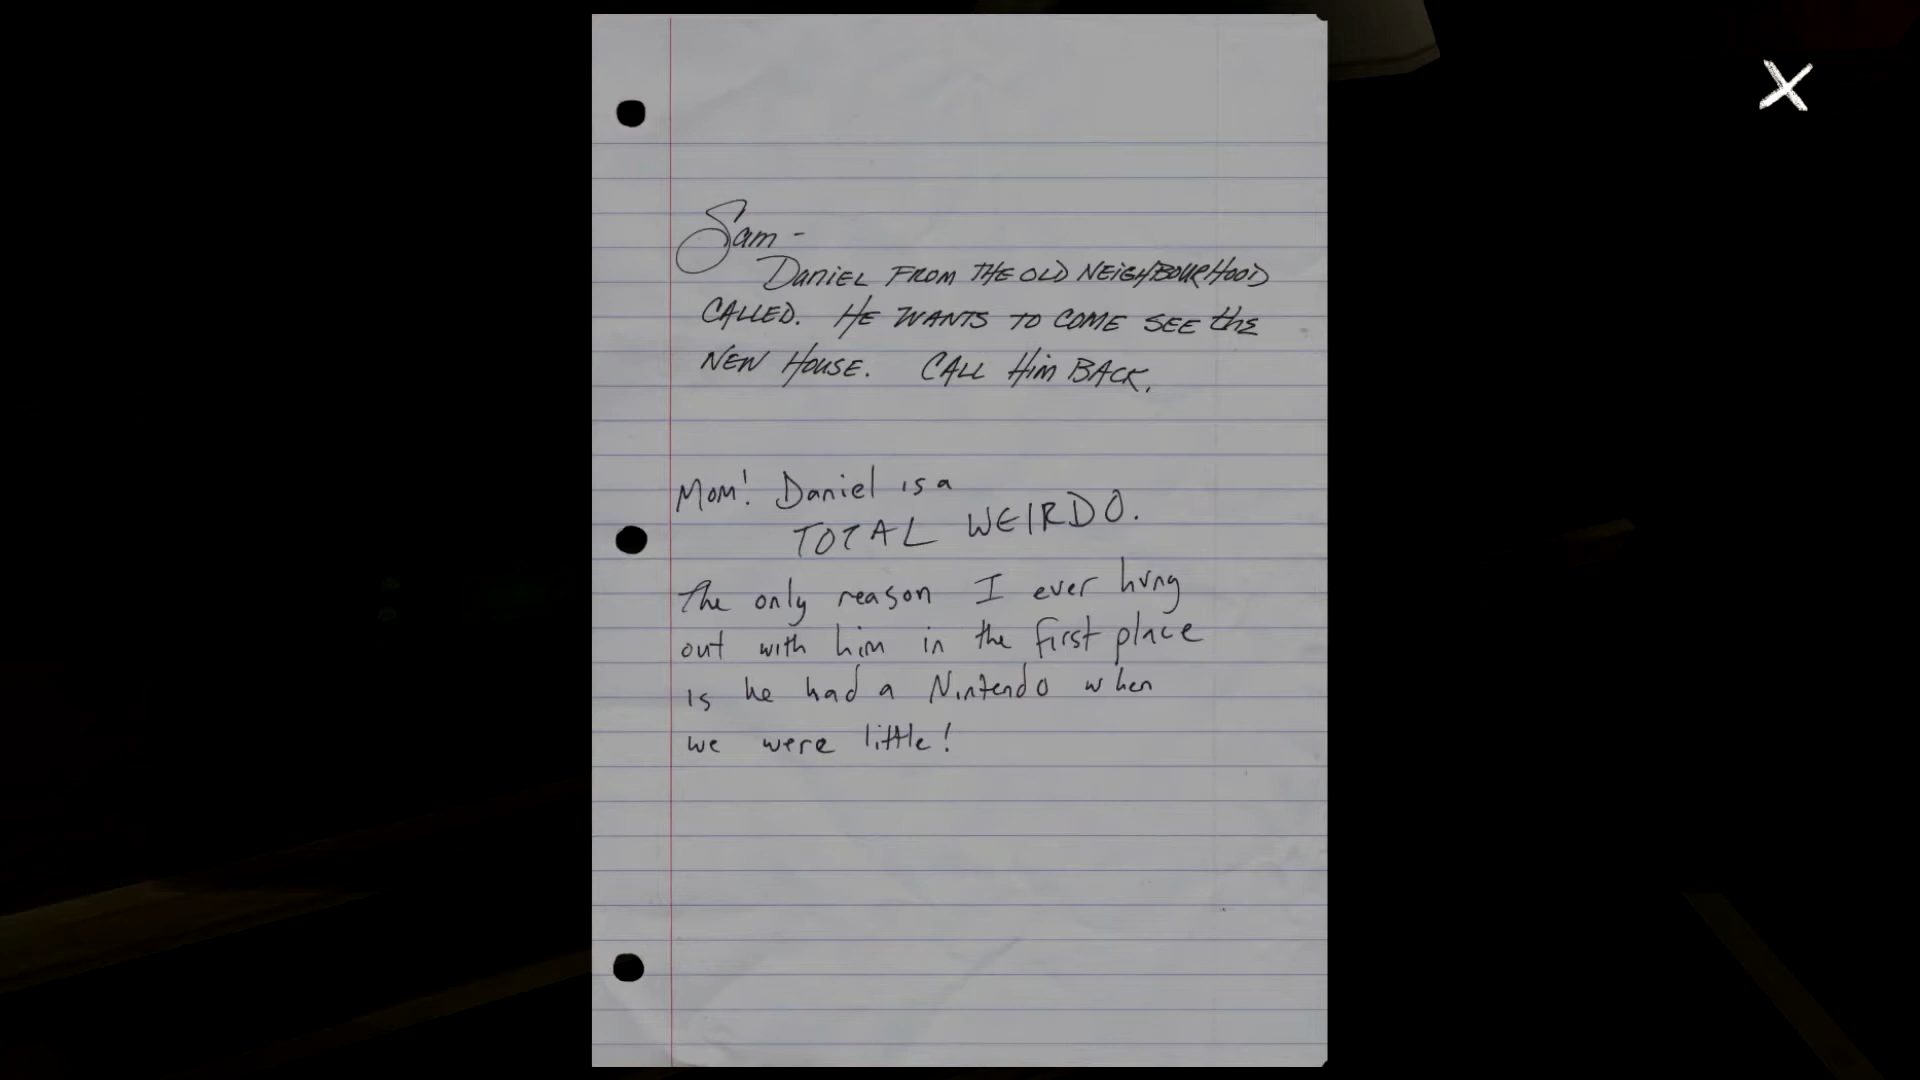 Sam -
DANIEL FROM THE OLD NEIGHBOURHOOD
CALLED. HE WANTS TO COME SEE the
NEW HOUSE. CALL HIM BACK.
Mom! Daniel is a
TOTAL WEIRDO.
The only reason I ever hung
out with him in the first place
is he had a Nintendo when
we were little!